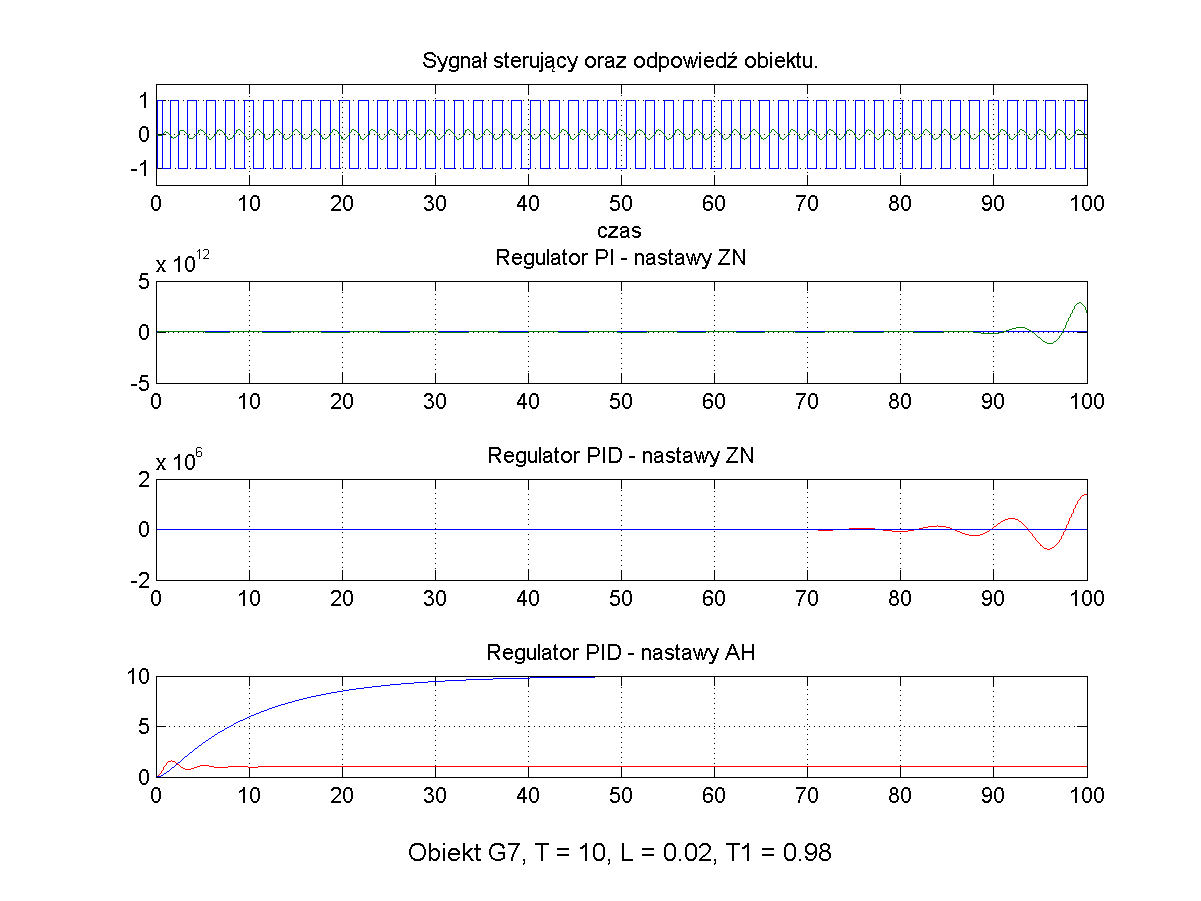 Sygnał sterujący oraz odpowiedź obiektu.
1
0
-1
0 10 20 30 40 50 60 70 80 90 100
czas
Regulator PI - nastawy ZN
x 10^12
5
0
-5
0 10 20 30 40 50 60 70 80 90 100
Regulator PID - nastawy ZN
x 10^6
2
0
-2
0 10 20 30 40 50 60 70 80 90 100
Regulator PID - nastawy AH
10
5
0
0 10 20 30 40 50 60 70 80 90 100
Obiekt G7, T = 10, L = 0.02, T1 = 0.98